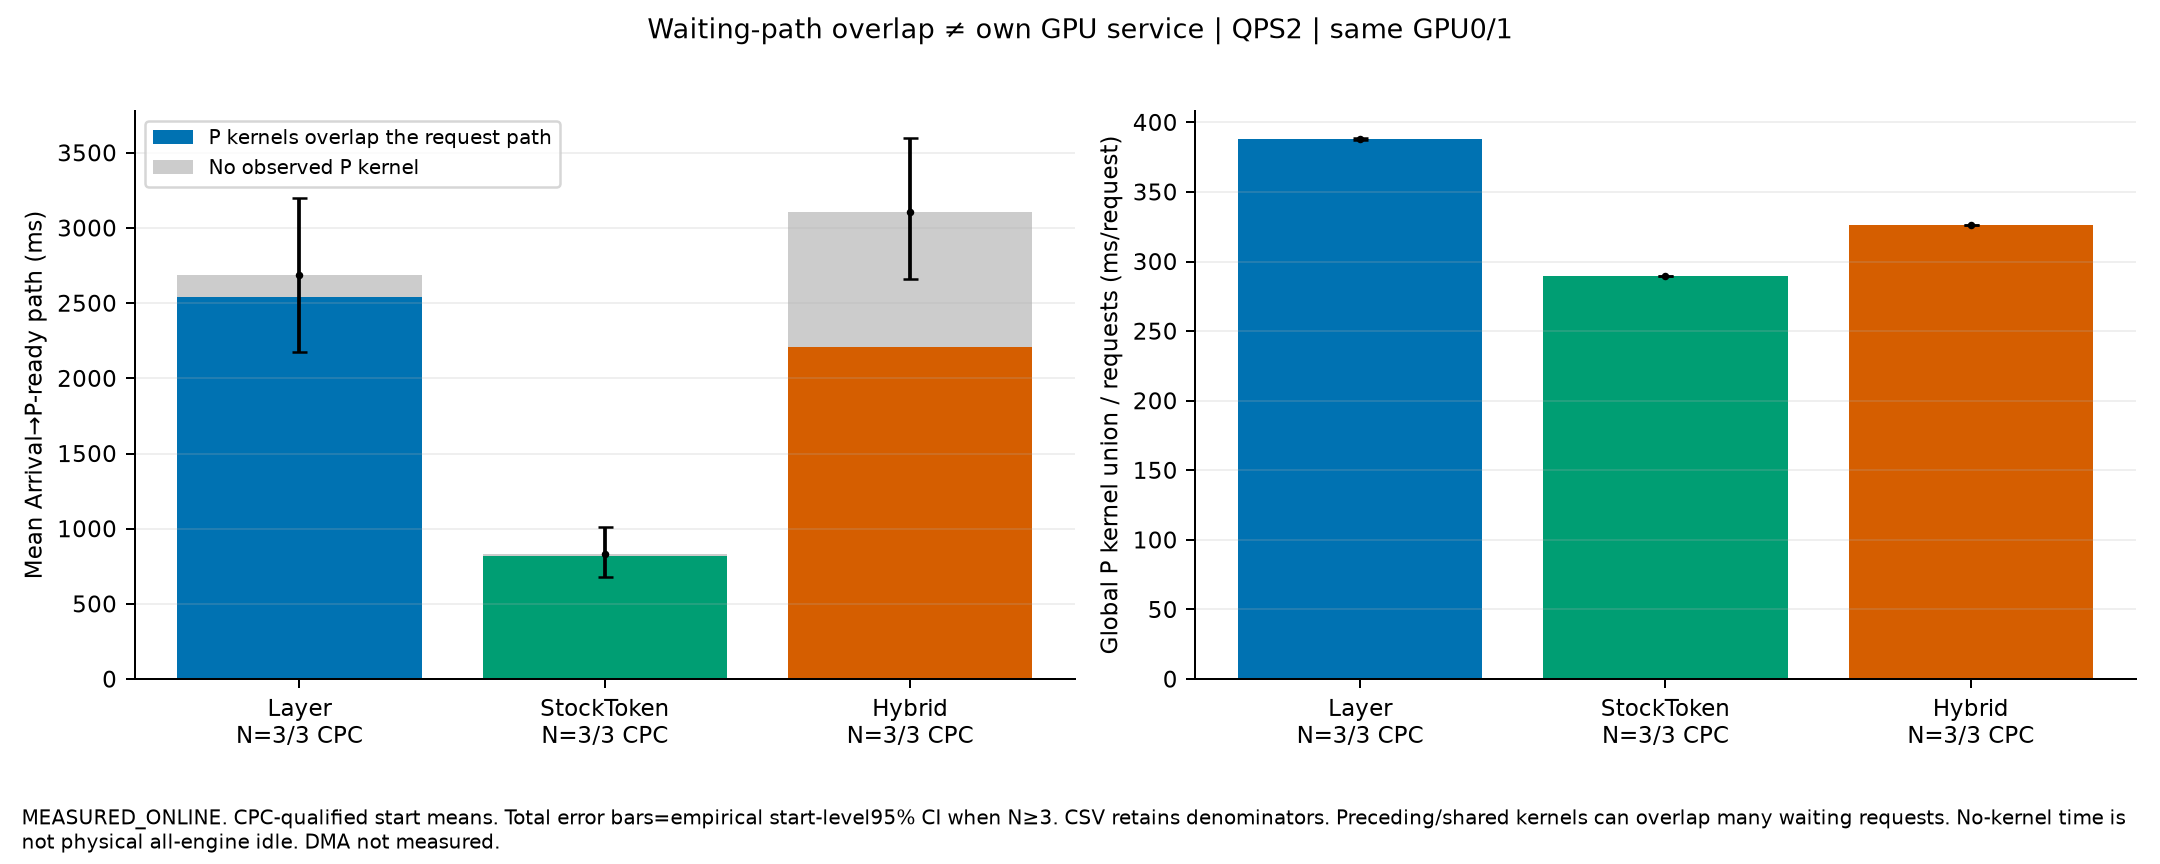 Waiting-path overlap ≠ own GPU service | QPS2 | same GPU0/1
P kernels overlap the request path
No observed P kernel
Mean Arrival→P-ready path (ms)
3500
3000
2500
2000
1500
1000
500
0
Layer
N=3/3 CPC
StockToken
N=3/3 CPC
Hybrid
N=3/3 CPC
Global P kernel union / requests (ms/request)
400
350
300
250
200
150
100
50
0
Layer
N=3/3 CPC
StockToken
N=3/3 CPC
Hybrid
N=3/3 CPC
MEASURED_ONLINE. CPC-qualified start means. Total error bars=empirical start-level95% CI when N≥3. CSV retains denominators. Preceding/shared kernels can overlap many waiting requests. No-kernel time is
not physical all-engine idle. DMA not measured.